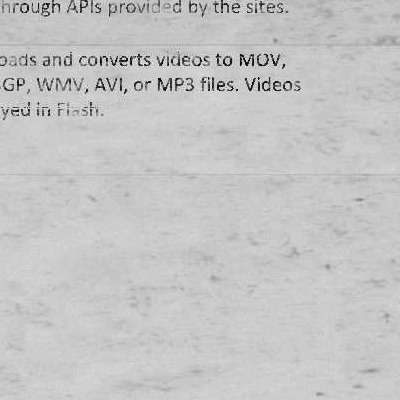 hrough APIs provided by the sites.
oads and converts videos to MOV,
GP, WMV, AVI, or MP3 files. Videos
yed in Flash.